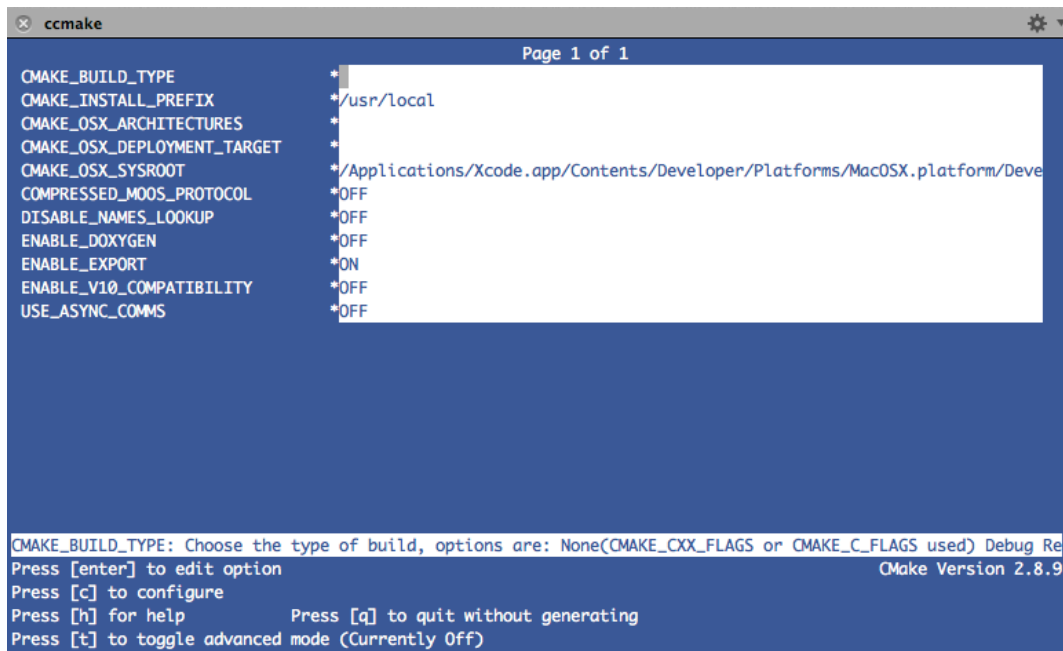 ccmake
Page 1 of 1
CMAKE_BUILD_TYPE *
CMAKE_INSTALL_PREFIX */usr/local
CMAKE_OSX_ARCHITECTURES *
CMAKE_OSX_DEPLOYMENT_TARGET *
CMAKE_OSX_SYSROOT */Applications/Xcode.app/Contents/Developer/Platforms/MacOSX.platform/Deve
COMPRESSED_MOOS_PROTOCOL *OFF
DISABLE_NAMES_LOOKUP *OFF
ENABLE_DOXYGEN *OFF
ENABLE_EXPORT *ON
ENABLE_V10_COMPATIBILITY *OFF
USE_ASYNC_COMMS *OFF
CMAKE_BUILD_TYPE: Choose the type of build, options are: None(CMAKE_CXX_FLAGS or CMAKE_C_FLAGS used) Debug Re
Press [enter] to edit option CMake Version 2.8.9
Press [c] to configure
Press [h] for help Press [q] to quit without generating
Press [t] to toggle advanced mode (Currently Off)